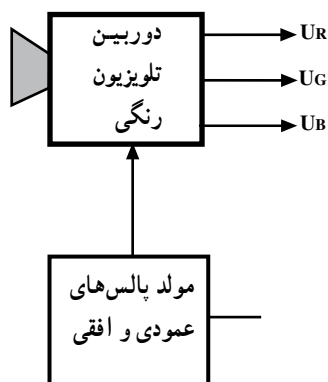 دوربین
تلویزیون
رنگی
UR
UG
UB
مولد پالس‌های
عمودی و افقی